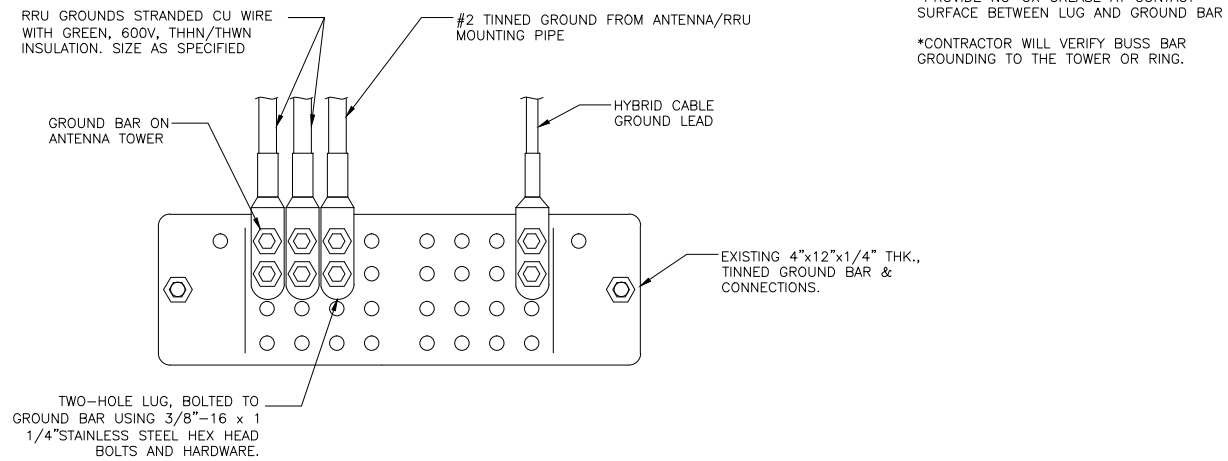 RRU GROUNDS STRANDED CU WIRE
WITH GREEN, 600V, THHN/THWN
INSULATION. SIZE AS SPECIFIED
#2 TINNED GROUND FROM ANTENNA/RRU
MOUNTING PIPE
SURFACE BETWEEN LUG AND GROUND BAR
*CONTRACTOR WILL VERIFY BUSS BAR
GROUNDING TO THE TOWER OR RING.
GROUND BAR ON
ANTENNA TOWER
HYBRID CABLE
GROUND LEAD
EXISTING 4"x12"x1/4" THK.,
TINNED GROUND BAR &
CONNECTIONS.
TWO-HOLE LUG, BOLTED TO
GROUND BAR USING 3/8"-16 x 1
1/4"STAINLESS STEEL HEX HEAD
BOLTS AND HARDWARE.